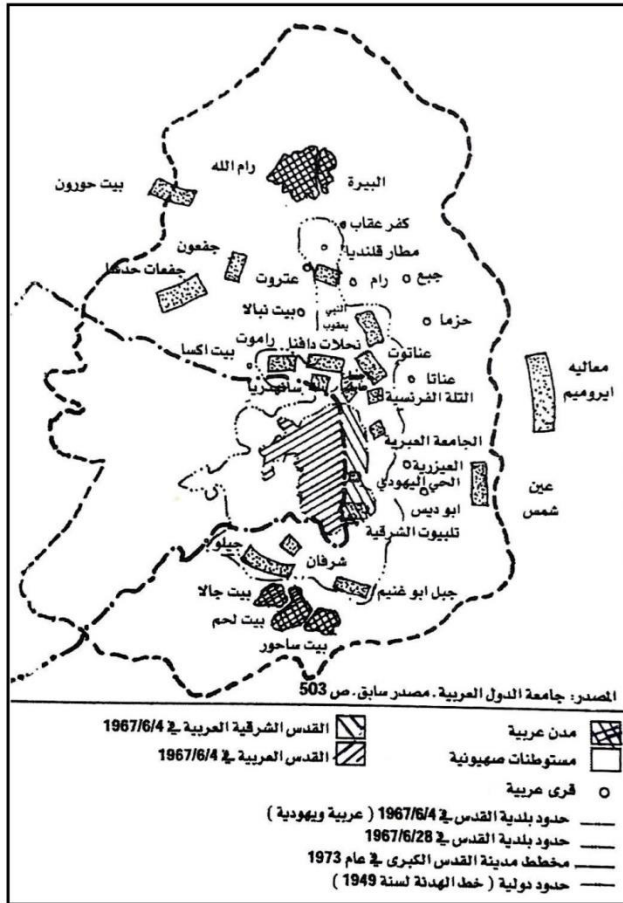 رام الله
البيرة
بيت حورون
كفر عقاب
مطار قلنديا
جفعون
جفعات حدشا
عتروت
رام
جبع
بيت نبالا
النبي
يعقوب
حزما
نحلات دافنا
راموت
بيت اكسا
عناتوت
عناتا
سانهدريا
التلة الفرنسية
معاليه
ايروميم
الجامعة العبرية
العيزرية
الحي اليهودي
ابو ديس
عين
شمس
تلبيوت الشرقية
جيلو
شرفان
بيت جالا
جبل ابو غنيم
بيت لحم
بيت ساحور
المصدر: جامعة الدول العربية، مصدر سابق، ص 503
مدن عربية
القدس الشرقية العربية في 1967/6/4
مستوطنات صهيونية
القدس العربية في 1967/6/4
قرى عربية
حدود بلدية القدس في 1967/6/4 ( عربية ويهودية )
حدود بلدية القدس في 1967/6/28
مخطط مدينة القدس الكبرى في عام 1973
حدود دولية ( خط الهدنة لسنة 1949 )